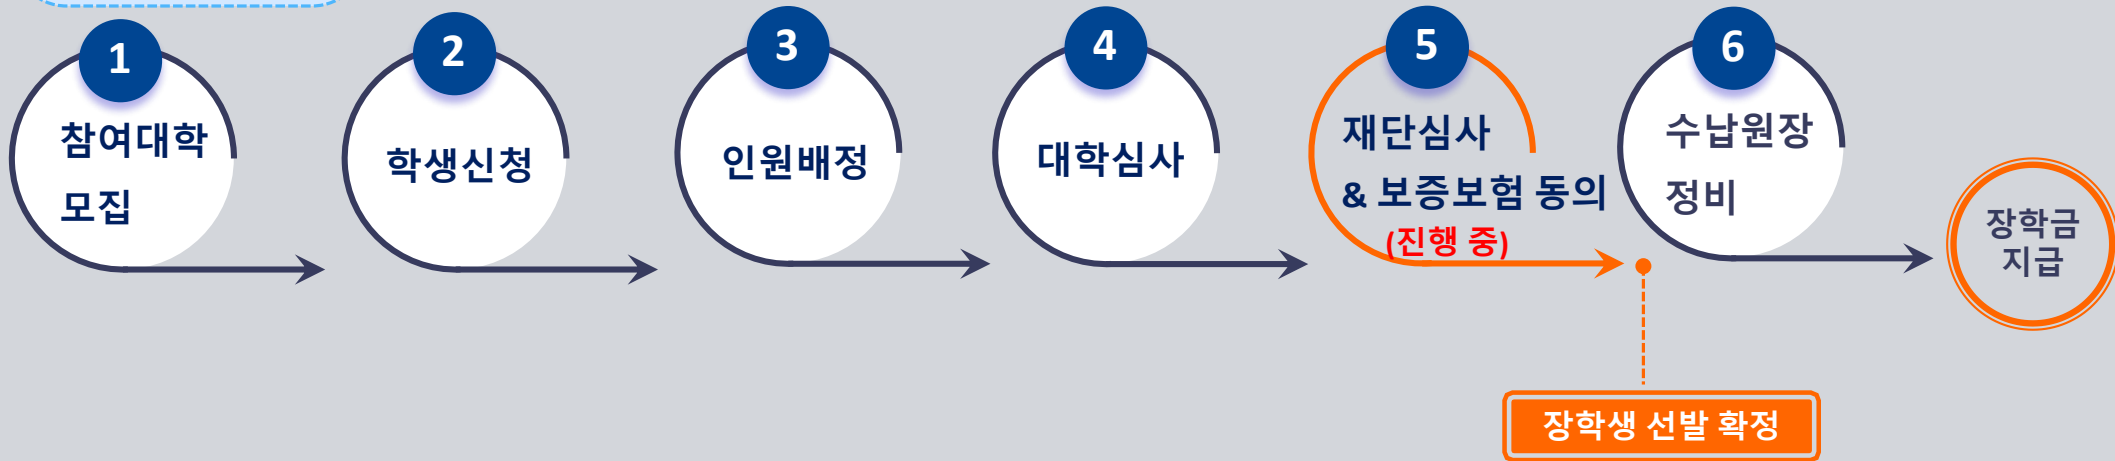 1
참여대학
모집
2
학생신청
3
인원배정
4
대학심사
5
재단심사
& 보증보험 동의
(진행 중)
6
수납원장
정비
장학금
지급
장학생 선발 확정